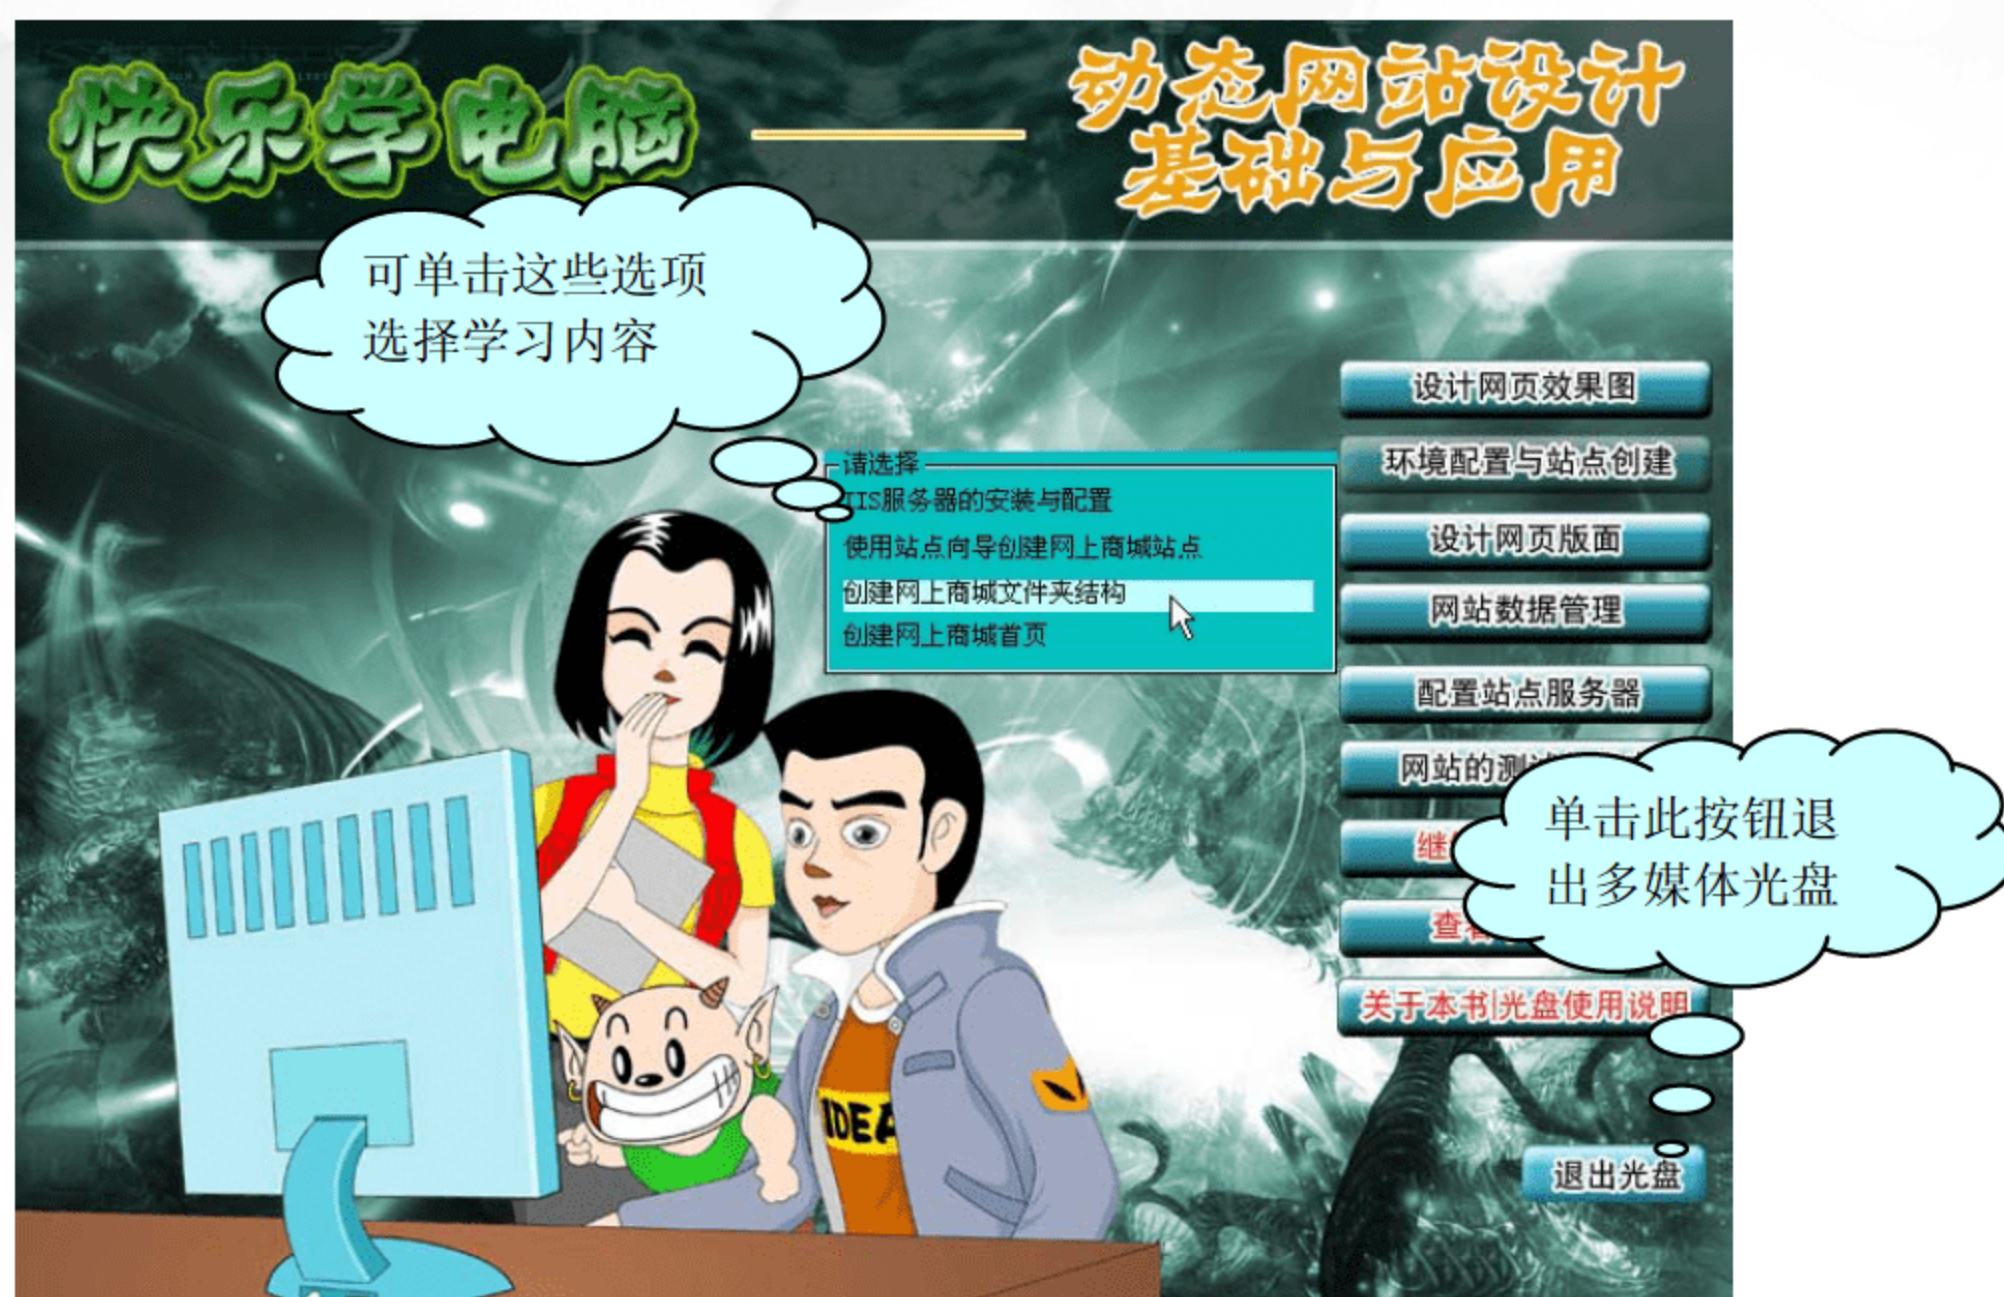 快乐学电脑
动态网站设计
基础与应用
可单击这些选项
选择学习内容
设计网页效果图
环境配置与站点创建
请选择
IIS服务器的安装与配置
使用站点向导创建网上商城站点
创建网上商城文件夹结构
创建网上商城首页
设计网页版面
网站数据管理
配置站点服务器
网站的测
单击此按钮退
出多媒体光盘
继
查看
关于本书|光盘使用说明
IDEA
退出光盘